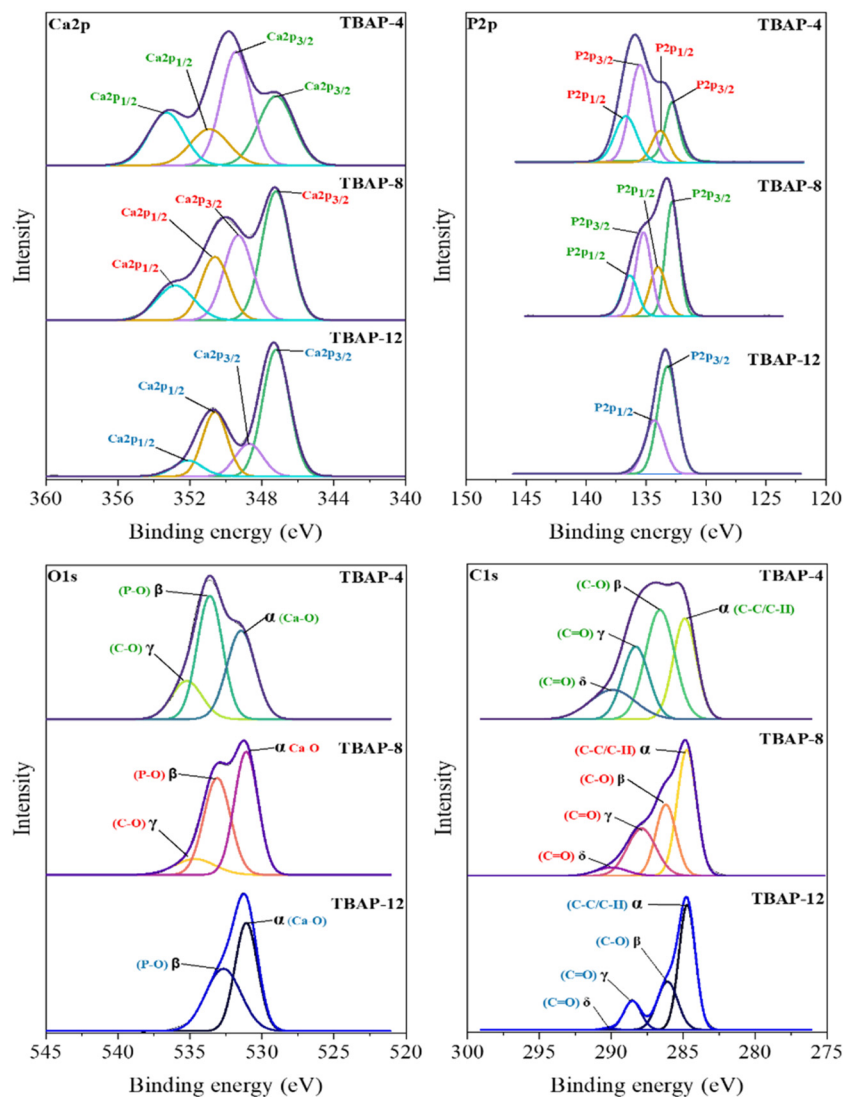 Ca2p
TBAP-4
Ca2p3/2
Ca2p1/2
Ca2p1/2
Ca2p3/2
TBAP-8
Ca2p3/2
Ca2p3/2
Ca2p1/2
Ca2p1/2
TBAP-12
Ca2p3/2
Ca2p3/2
Ca2p1/2
Ca2p1/2
Intensity
360 356 352 348 344 340
Binding energy (eV)
P2p
TBAP-4
P2p1/2
P2p3/2
P2p3/2
P2p1/2
TBAP-8
P2p1/2
P2p3/2
P2p3/2
P2p1/2
TBAP-12
P2p3/2
P2p1/2
Intensity
150 145 140 135 130 125 120
Binding energy (eV)
O1s
TBAP-4
(P-O) β
α (Ca-O)
(C-O) γ
TBAP-8
α Ca O
(P-O) β
(C-O) γ
TBAP-12
α (Ca O)
(P-O) β
Intensity
545 540 535 530 525 520
Binding energy (eV)
C1s
TBAP-4
(C-O) β
α (C-C/C-II)
(C=O) γ
(C=O) δ
TBAP-8
(C-C/C-II) α
(C-O) β
(C=O) γ
(C=O) δ
TBAP-12
(C-C/C-II) α
(C-O) β
(C=O) γ
(C=O) δ
Intensity
300 295 290 285 280 275
Binding energy (eV)